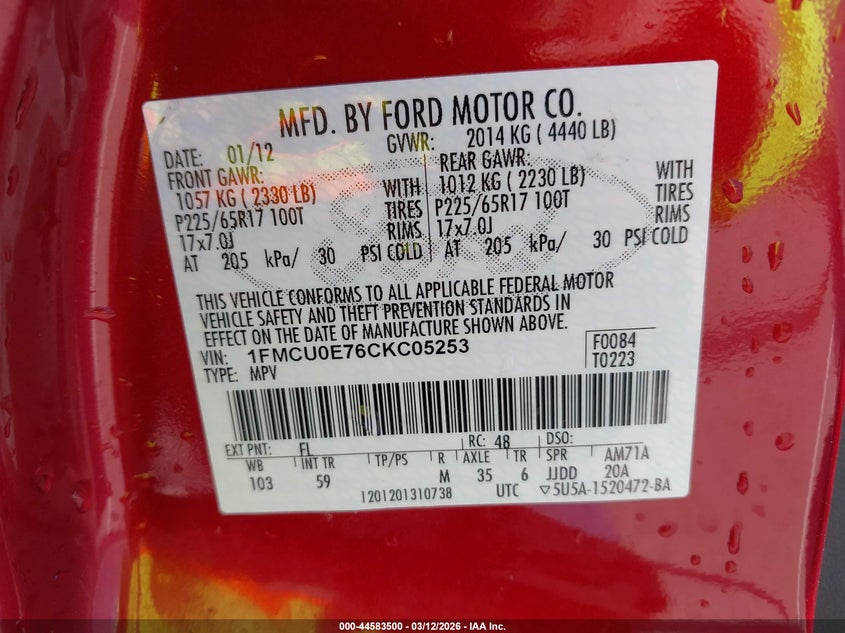 MFD. BY FORD MOTOR CO.
DATE: 01/12 GVWR: 2014 KG ( 4440 LB)
FRONT GAWR: REAR GAWR:
1057 KG ( 2330 LB) WITH 1012 KG ( 2230 LB) WITH
P225/65R17 100T TIRES P225/65R17 100T TIRES
17x7.0J RIMS 17x7.0J RIMS
AT 205 kPa/ 30 PSI COLD AT 205 kPa/ 30 PSI COLD
THIS VEHICLE CONFORMS TO ALL APPLICABLE FEDERAL MOTOR
VEHICLE SAFETY AND THEFT PREVENTION STANDARDS IN
EFFECT ON THE DATE OF MANUFACTURE SHOWN ABOVE.
VIN: 1FMCU0E76CKC05253 F0084
TYPE: MPV T0223
EXT PNT: FL RC: 48 DSO:
WB INT TR TP/PS R AXLE TR SPR AM71A
103 59 M 35 6 JJDD 20A
1201201310738 UTC ▽5U5A-1520472-BA
000-44583500 - 03/12/2026 - IAA Inc.